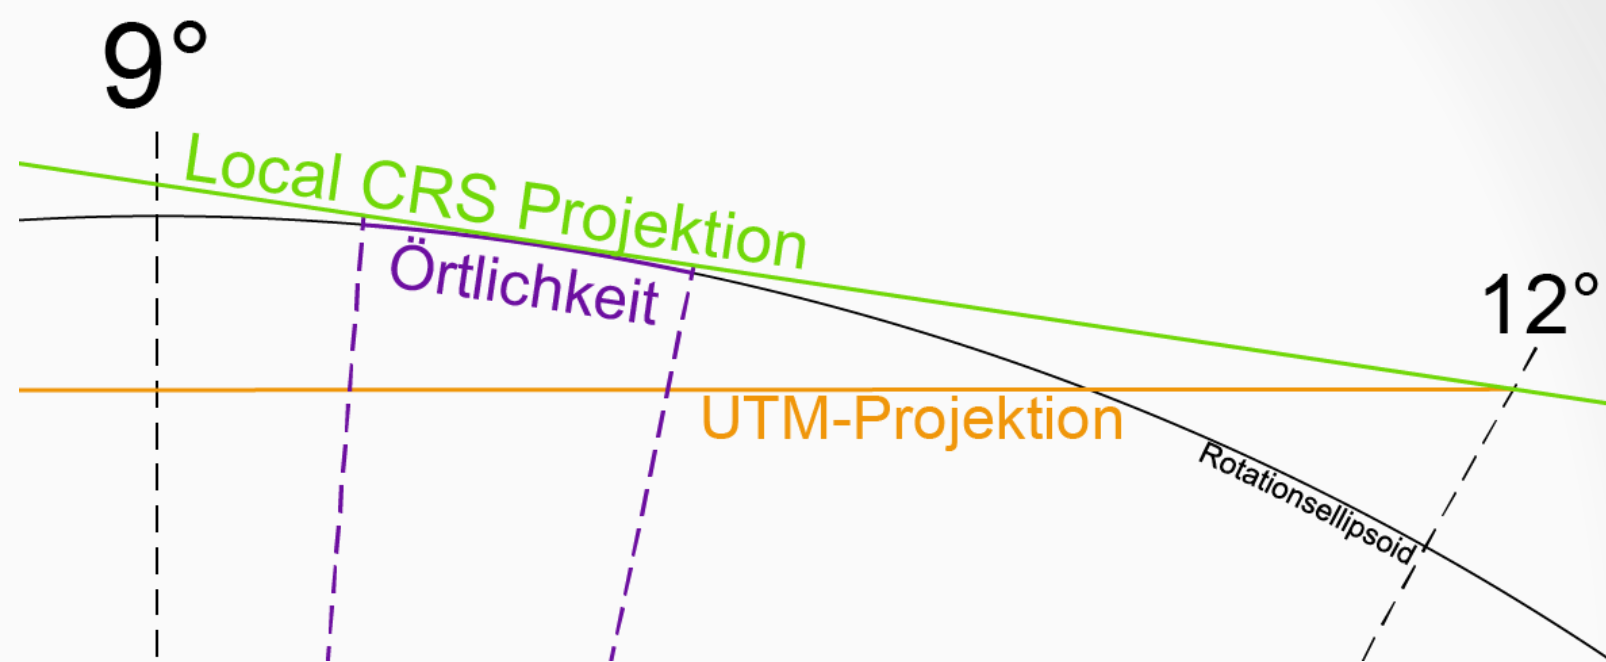 9°
Local CRS Projektion
Örtlichkeit
12°
UTM-Projektion
Rotationsellipsoid